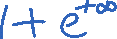 1 + e^{+∞}